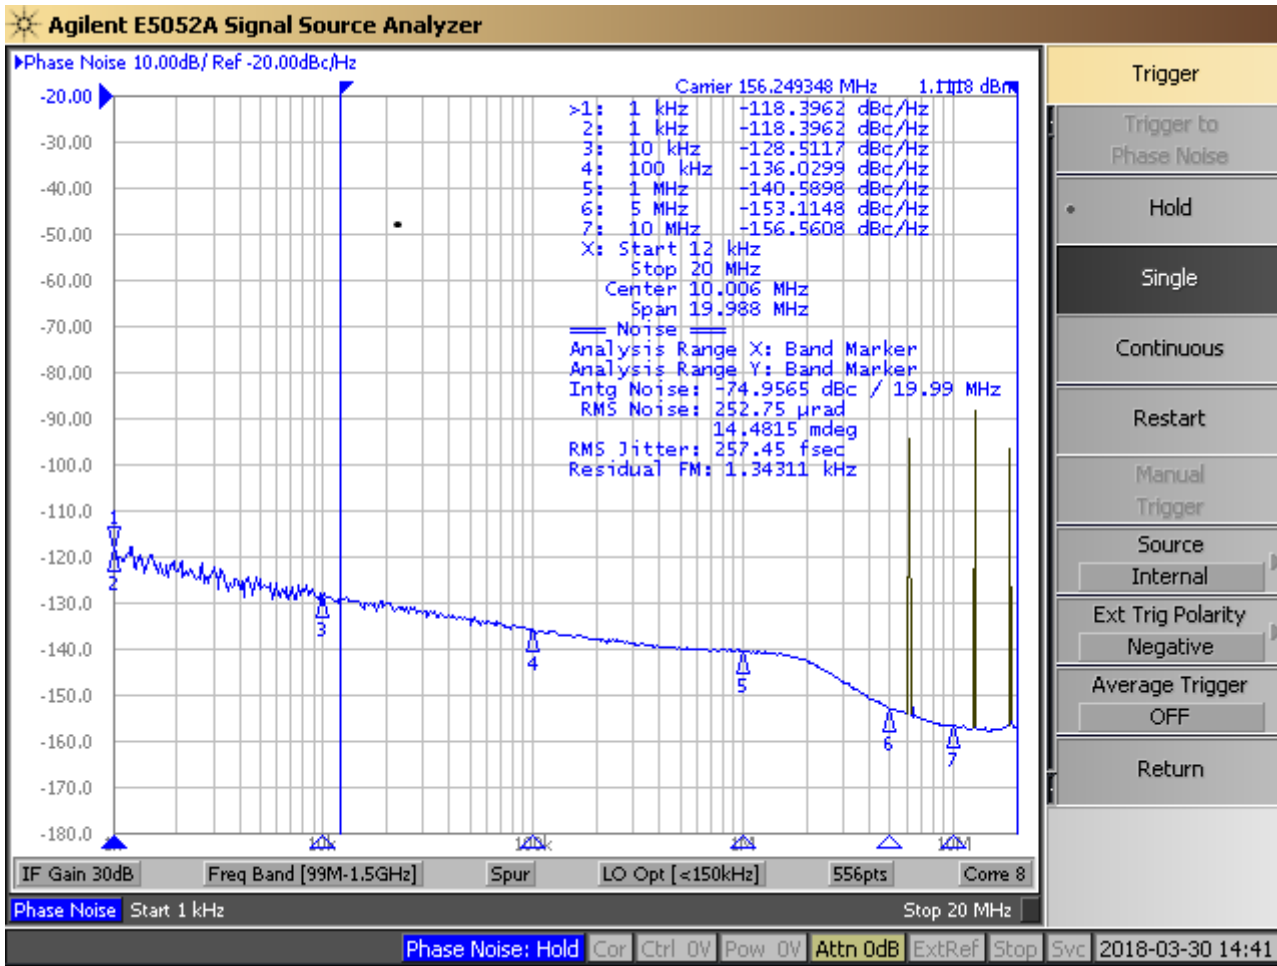 Agilent E5052A Signal Source Analyzer
Phase Noise 10.00dB/ Ref -20.00dBc/Hz
Carrier 156.249348 MHz 1.1118 dBm
>1: 1 kHz -118.3962 dBc/Hz
2: 1 kHz -118.3962 dBc/Hz
3: 10 kHz -128.5117 dBc/Hz
4: 100 kHz -136.0299 dBc/Hz
5: 1 MHz -140.5898 dBc/Hz
6: 5 MHz -153.1148 dBc/Hz
7: 10 MHz -156.5608 dBc/Hz
X: Start 12 kHz
Stop 20 MHz
Center 10.006 MHz
Span 19.988 MHz
=== Noise ===
Analysis Range X: Band Marker
Analysis Range Y: Band Marker
Intg Noise: -74.9565 dBc / 19.99 MHz
RMS Noise: 252.75 µrad
14.4815 mdeg
RMS Jitter: 257.45 fsec
Residual FM: 1.34311 kHz
-20.00
-30.00
-40.00
-50.00
-60.00
-70.00
-80.00
-90.00
-100.0
-110.0
-120.0
-130.0
-140.0
-150.0
-160.0
-170.0
-180.0
1
2
3
4
5
6
7
10k
100k
1M
10M
IF Gain 30dB
Freq Band [99M-1.5GHz]
Spur
LO Opt [<150kHz]
556pts
Corre 8
Phase Noise Start 1 kHz
Stop 20 MHz
Trigger
Trigger to
Phase Noise
Hold
Single
Continuous
Restart
Manual
Trigger
Source
Internal
Ext Trig Polarity
Negative
Average Trigger
OFF
Return
Phase Noise: Hold Cor Ctrl 0V Pow 0V Attn 0dB ExtRef Stop Svc 2018-03-30 14:41